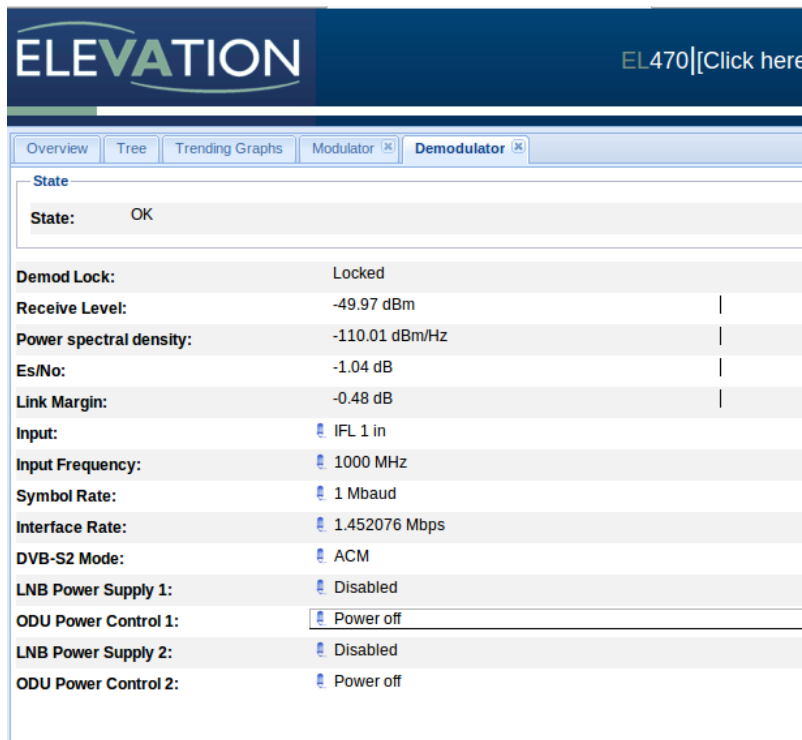 ELEVATION
EL470|[Click here
Overview Tree Trending Graphs Modulator Demodulator
State
State: OK
Demod Lock: Locked
Receive Level: -49.97 dBm
Power spectral density: -110.01 dBm/Hz
Es/No: -1.04 dB
Link Margin: -0.48 dB
Input: IFL 1 in
Input Frequency: 1000 MHz
Symbol Rate: 1 Mbaud
Interface Rate: 1.452076 Mbps
DVB-S2 Mode: ACM
LNB Power Supply 1: Disabled
ODU Power Control 1: Power off
LNB Power Supply 2: Disabled
ODU Power Control 2: Power off